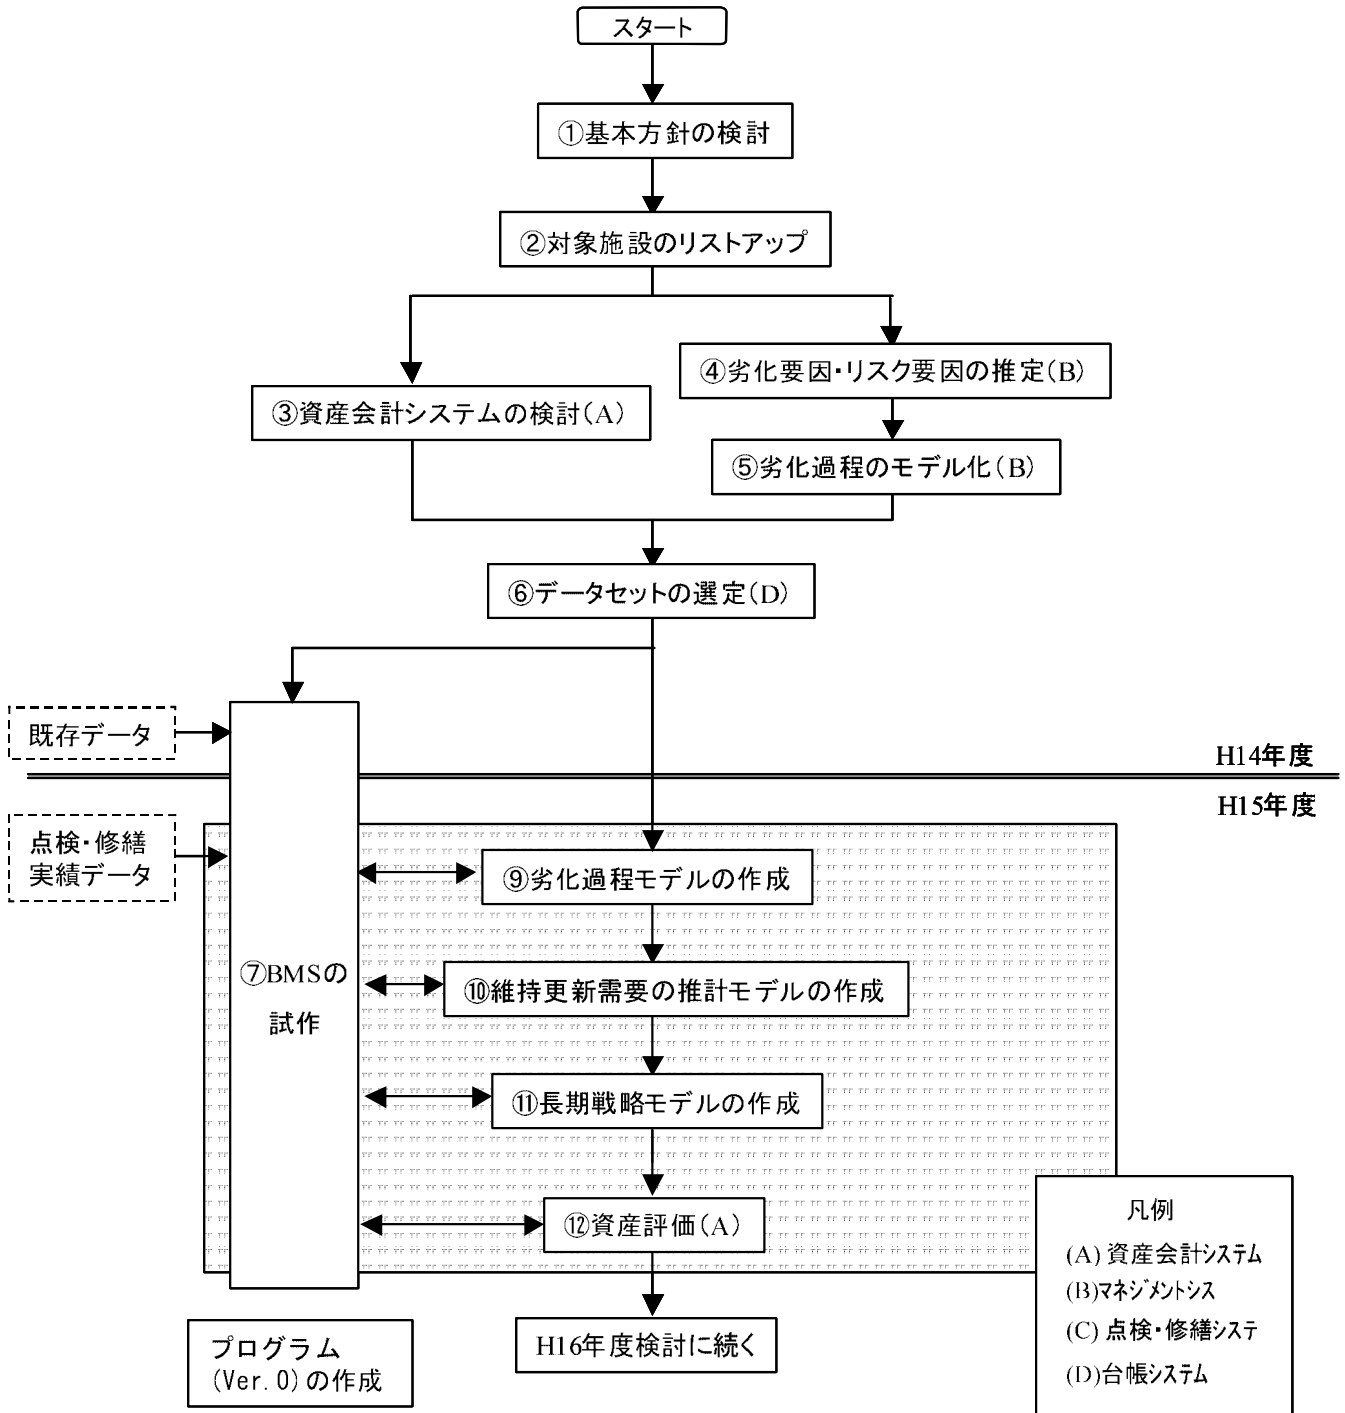 スタート
①基本方針の検討
②対象施設のリストアップ
④劣化要因・リスク要因の推定(B)
③資産会計システムの検討(A)
⑤劣化過程のモデル化(B)
⑥データセットの選定(D)
既存データ
H14年度
H15年度
点検・修繕
実績データ
⑨劣化過程モデルの作成
⑦BMSの
試作
⑩維持更新需要の推計モデルの作成
⑪長期戦略モデルの作成
⑫資産評価(A)
H16年度検討に続く
プログラム
(Ver.0)の作成
凡例
(A) 資産会計システム
(B)マネジメントシス
(C) 点検・修繕システ
(D)台帳システム